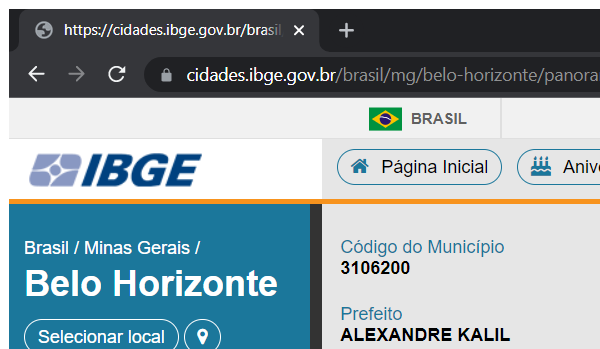 https://cidades.ibge.gov.br/brasil
cidades.ibge.gov.br/brasil/mg/belo-horizonte/panora
BRASIL
IBGE
Página Inicial
Aniv
Brasil / Minas Gerais /
Belo Horizonte
Selecionar local
Código do Município
3106200
Prefeito
ALEXANDRE KALIL